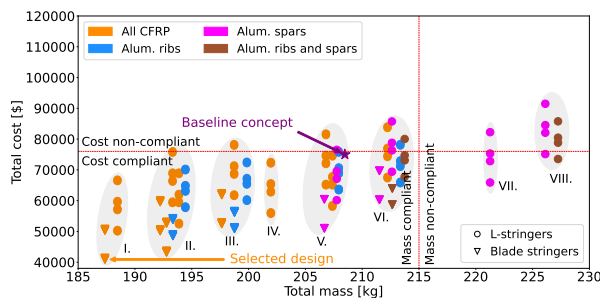 120000
110000
100000
90000
80000
70000
60000
50000
40000
Total cost [$]
All CFRP
Alum. ribs
Alum. spars
Alum. ribs and spars
Baseline concept
Cost non-compliant
Cost compliant
Mass compliant
Mass non-compliant
I.
II.
III.
IV.
V.
VI.
VII.
VIII.
Selected design
L-stringers
Blade stringers
185 190 195 200 205 210 215 220 225 230
Total mass [kg]